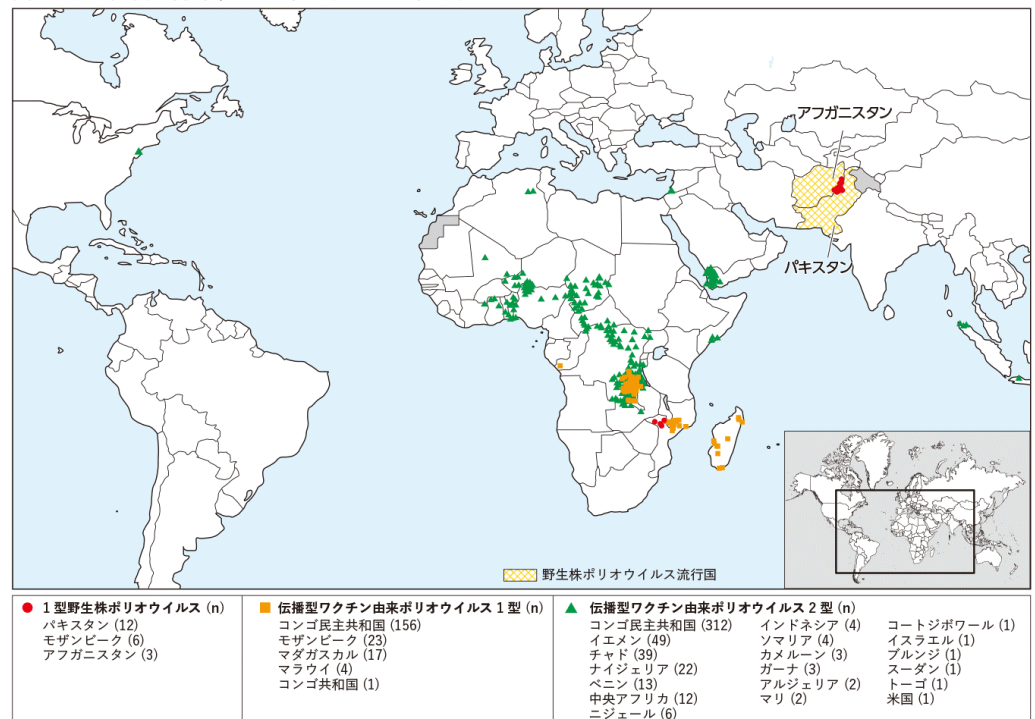 アフガニスタン
パキスタン
野生株ポリオウイルス流行国
1型野生株ポリオウイルス (n)
パキスタン (12)
モザンビーク (6)
アフガニスタン (3)
伝播型ワクチン由来ポリオウイルス1型 (n)
コンゴ民主共和国 (156)
モザンビーク (23)
マダガスカル (17)
マラウイ (4)
コンゴ共和国 (1)
伝播型ワクチン由来ポリオウイルス2型 (n)
コンゴ民主共和国 (312)
イエメン (49)
チャド (39)
ナイジェリア (22)
ベニン (13)
中央アフリカ (12)
ニジェール (6)
インドネシア (4)
ソマリア (4)
カメルーン (3)
ガーナ (3)
アルジェリア (2)
マリ (2)
コートジボワール (1)
イスラエル (1)
ブルンジ (1)
スーダン (1)
トーゴ (1)
米国 (1)